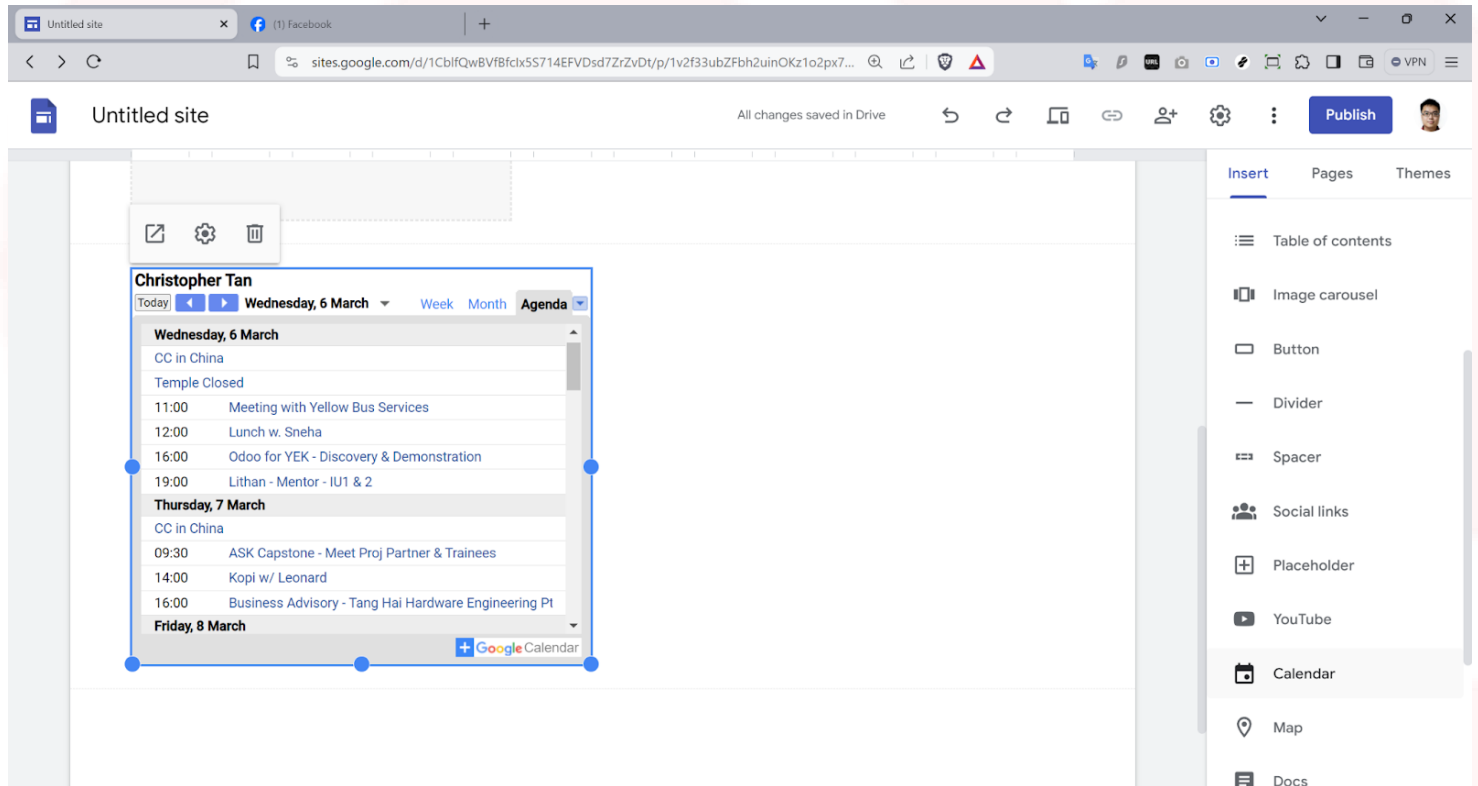 Untitled site
(1) Facebook
sites.google.com/d/1CblfQwBVfBfclx5S714EFVDsd7ZrZvDt/p/1v2f33ubZFbh2uinOKz1o2px7...
VPN
Untitled site
All changes saved in Drive
Publish
Insert Pages Themes
Table of contents
Image carousel
Button
Divider
Spacer
Social links
Placeholder
YouTube
Calendar
Map
Docs
Christopher Tan
Today Wednesday, 6 March Week Month Agenda
Wednesday, 6 March
CC in China
Temple Closed
11:00 Meeting with Yellow Bus Services
12:00 Lunch w. Sneha
16:00 Odoo for YEK - Discovery & Demonstration
19:00 Lithan - Mentor - IU1 & 2
Thursday, 7 March
CC in China
09:30 ASK Capstone - Meet Proj Partner & Trainees
14:00 Kopi w/ Leonard
16:00 Business Advisory - Tang Hai Hardware Engineering Pt
Friday, 8 March
Google Calendar